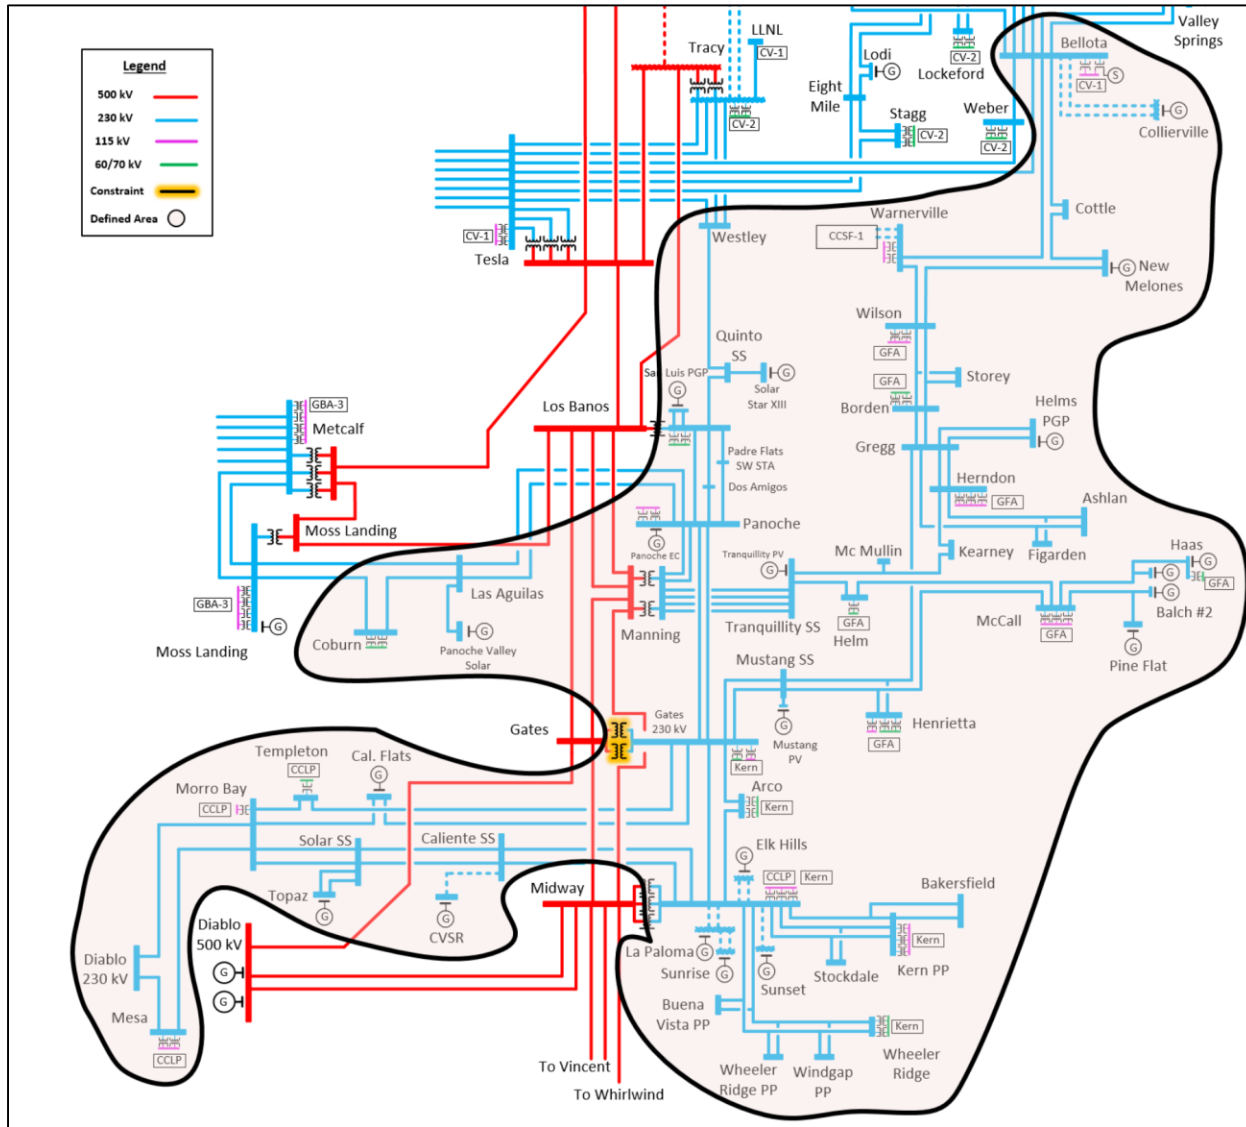 Legend
500 kV
230 kV
115 kV
60/70 kV
Constraint
Defined Area
G
Tracy
LLNL
CV-1
CV-2
Lodi
G
Lockeford
CV-2
Eight
Mile
Stagg
CV-2
Weber
CV-2
Bellota
S
CV-1
Valley
Springs
G
Collierville
Tesla
CV-1
Westley
Warnerville
CCSF-1
Cottle
G
New
Melones
Wilson
GFA
Quinto
SS
San Luis PGP
G
Solar
Star XIII
G
GFA
Storey
Borden
Helms
PGP
G
Los Banos
GBA-3
Metcalf
Padre Flats
SW STA
Dos Amigos
Gregg
Herndon
GFA
Ashlan
Moss Landing
Panoche
G
Panoche EC
Tranquillity PV
G
Mc Mullin
Kearney
Figarden
Haas
G
GFA
G
G
Balch #2
Las Aguilas
GBA-3
G
Moss Landing
Coburn
G
Panoche Valley
Solar
Manning
Tranquillity SS
GFA
Helm
McCall
GFA
G
Pine Flat
Mustang SS
Gates
Gates
230 kV
G
Mustang
PV
Henrietta
GFA
Kern
Templeton
CCLP
Cal. Flats
G
Morro Bay
CCLP
Arco
Kern
Solar SS
Caliente SS
Elk Hills
G
CCLP
Kern
Topaz
G
G
CVSR
Midway
Bakersfield
Diablo
500 kV
G
G
Diablo
230 kV
La Paloma
G
Sunrise
G
G
Sunset
Stockdale
Kern
Kern PP
Mesa
CCLP
Buena
Vista PP
G
Kern
Wheeler
Ridge
Wheeler
Ridge PP
Windgap
PP
To Vincent
To Whirlwind